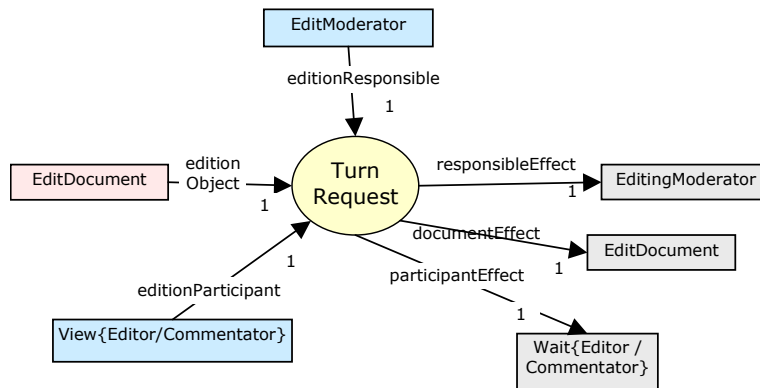 EditModerator
editionResponsible
1
edition
Object
EditDocument
1
Turn
Request
responsibleEffect
1
EditingModerator
documentEffect
1
EditDocument
participantEffect
1
editionParticipant
1
View{Editor/Commentator}
Wait{Editor /
Commentator}